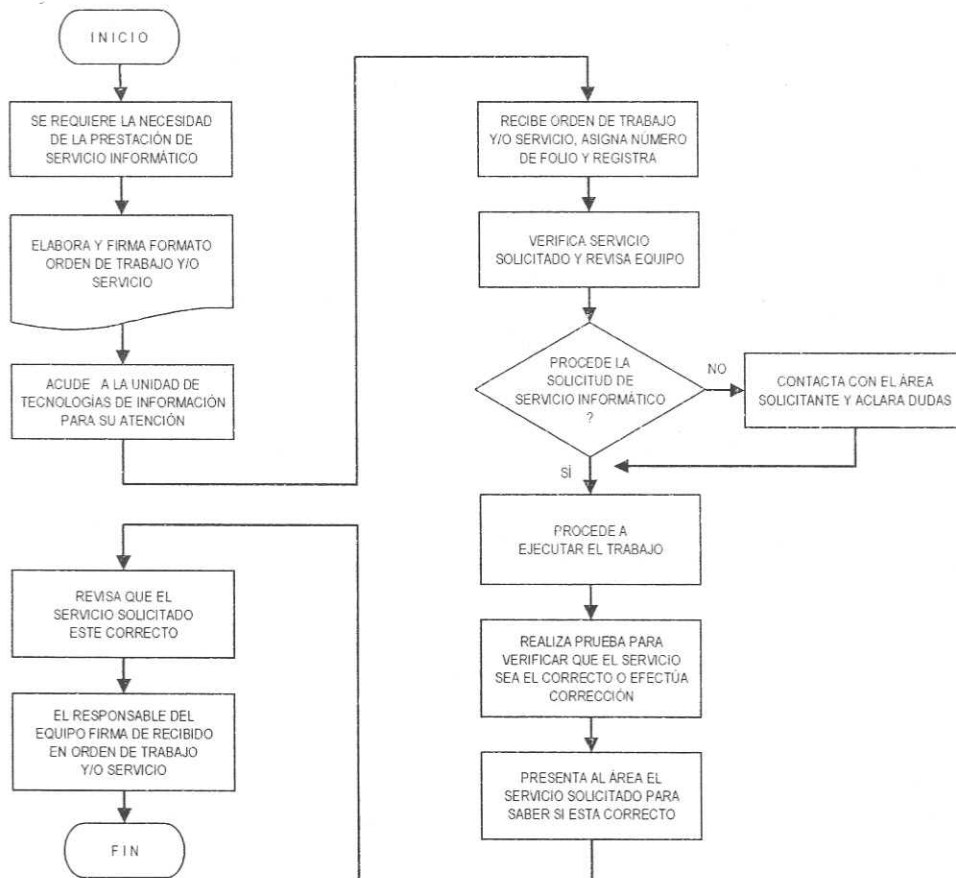 INICIO
SE REQUIERE LA NECESIDAD
DE LA PRESTACIÓN DE
SERVICIO INFORMÁTICO
ELABORA Y FIRMA FORMATO
ORDEN DE TRABAJO Y/O
SERVICIO
ACUDE A LA UNIDAD DE
TECNOLOGÍAS DE INFORMACIÓN
PARA SU ATENCIÓN
RECIBE ORDEN DE TRABAJO
Y/O SERVICIO, ASIGNA NÚMERO
DE FOLIO Y REGISTRA
VERIFICA SERVICIO
SOLICITADO Y REVISA EQUIPO
PROCEDE LA
SOLICITUD DE
SERVICIO INFORMÁTICO
?
NO
CONTACTA CON EL ÁREA
SOLICITANTE Y ACLARA DUDAS
SÍ
PROCEDE A
EJECUTAR EL TRABAJO
REALIZA PRUEBA PARA
VERIFICAR QUE EL SERVICIO
SEA EL CORRECTO O EFECTÚA
CORRECCIÓN
PRESENTA AL ÁREA EL
SERVICIO SOLICITADO PARA
SABER SI ESTA CORRECTO
REVISA QUE EL
SERVICIO SOLICITADO
ESTE CORRECTO
EL RESPONSABLE DEL
EQUIPO FIRMA DE RECIBIDO
EN ORDEN DE TRABAJO
Y/O SERVICIO
FIN